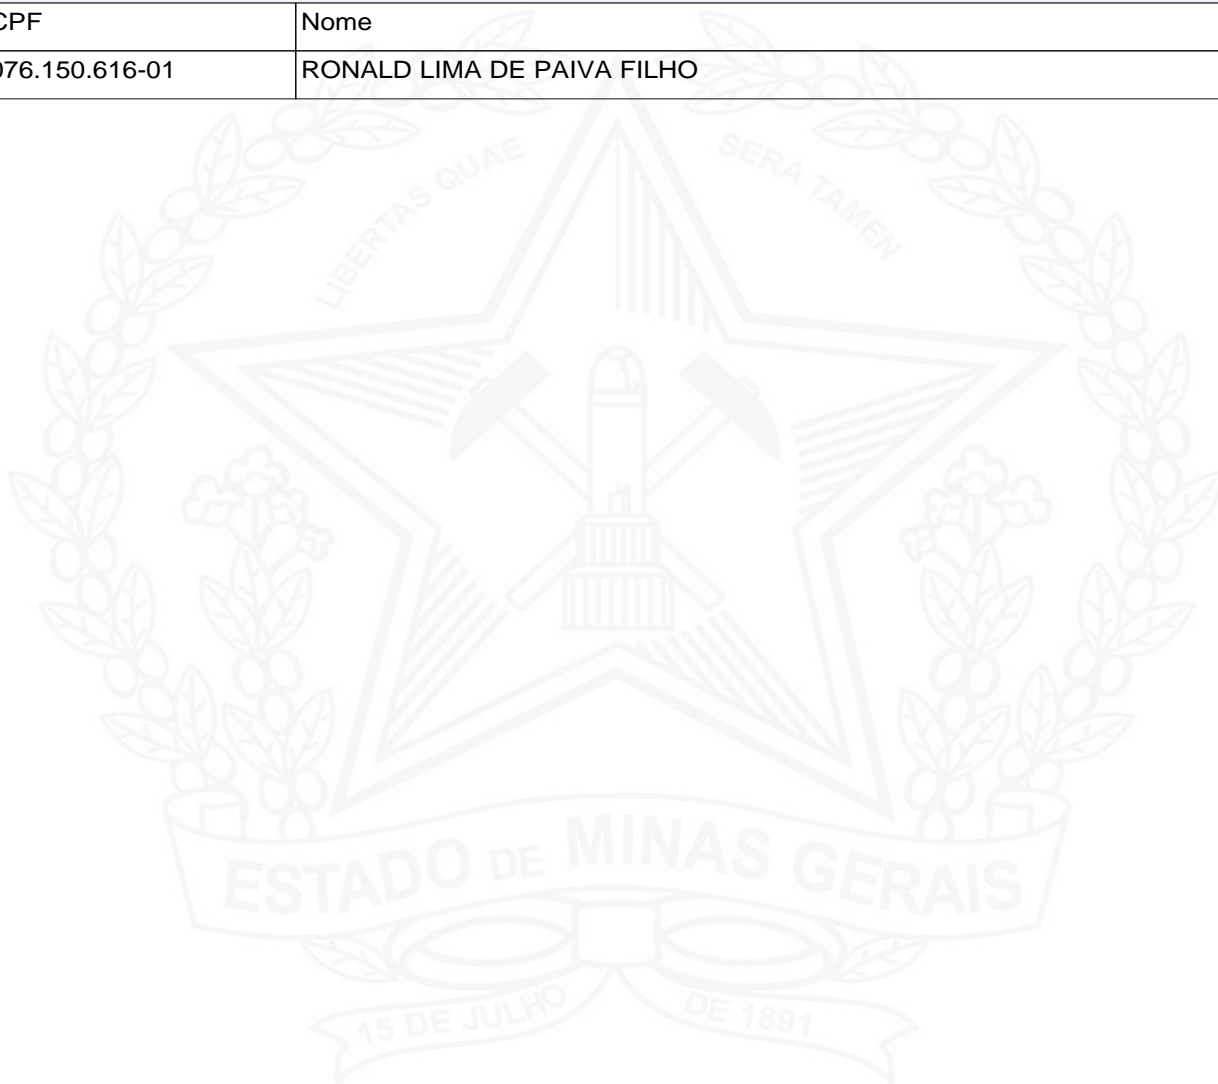 CPF Nome
076.150.616-01 RONALD LIMA DE PAIVA FILHO
LIBERTAS QUAE SERA TAMEN
ESTADO DE MINAS GERAIS
15 DE JULHO DE 1891